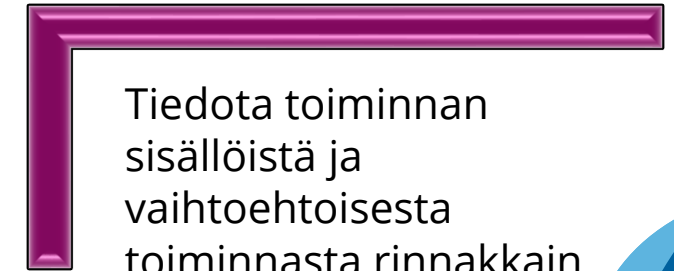 Tiedota toiminnan
sisällöistä ja
vaihtoehtoisesta
toiminnasta rinnakkain